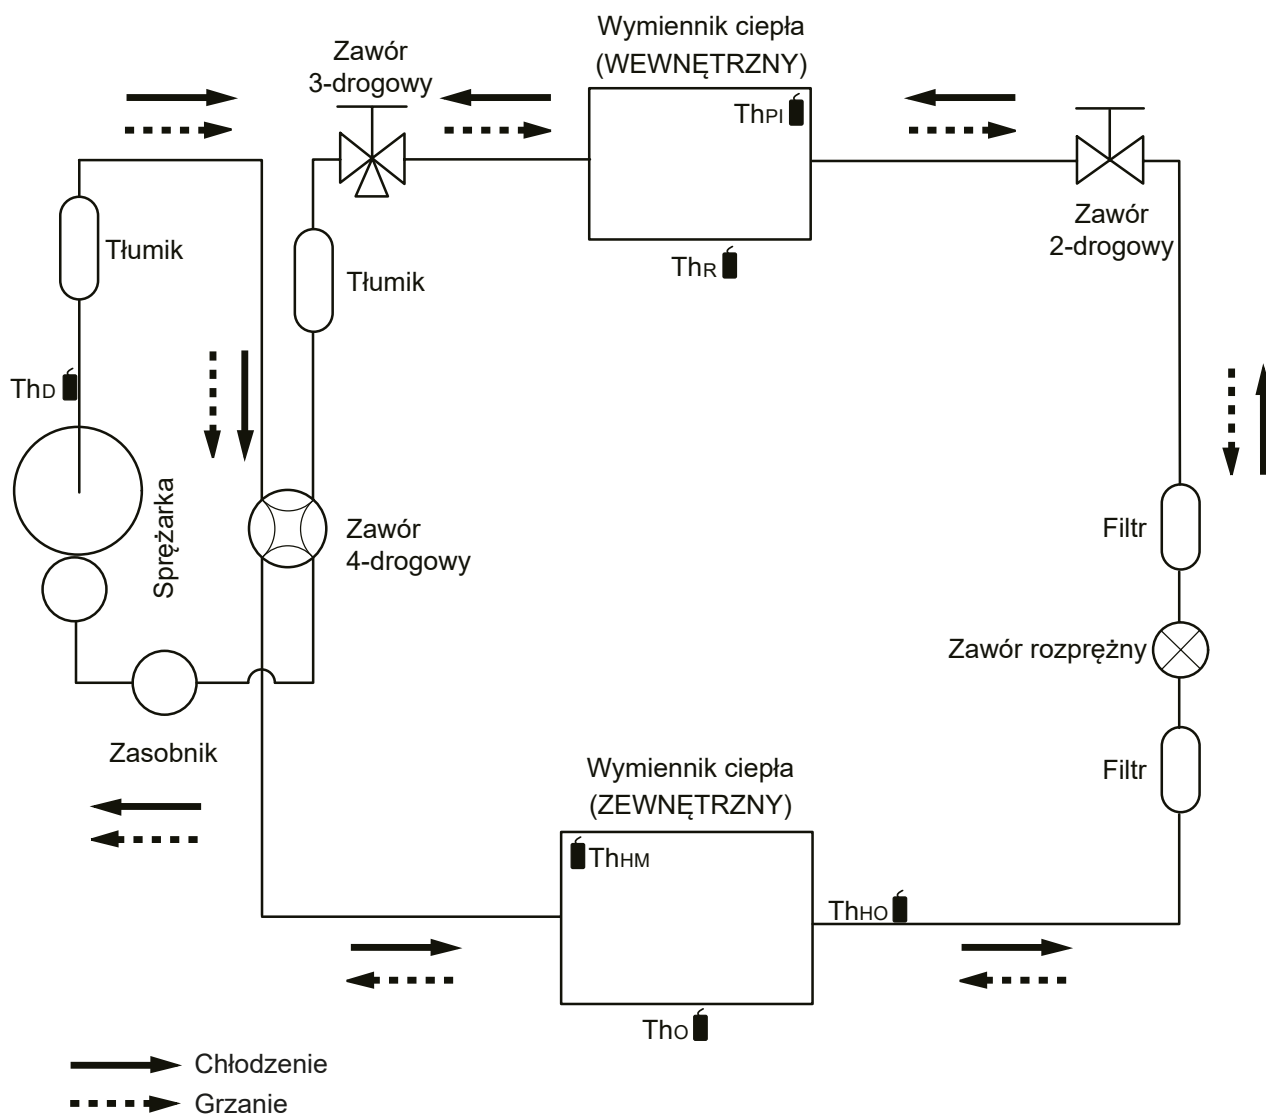 Wymiennik ciepła
(WEWNĘTRZNY)
Zawór
3-drogowy
ThPI
Zawór
2-drogowy
Tłumik
ThR
Tłumik
ThD
Sprężarka
Zawór
4-drogowy
Filtr
Zawór rozprężny
Zasobnik
Filtr
Wymiennik ciepła
(ZEWNĘTRZNY)
ThHM
ThHO
ThO
Chłodzenie
Grzanie